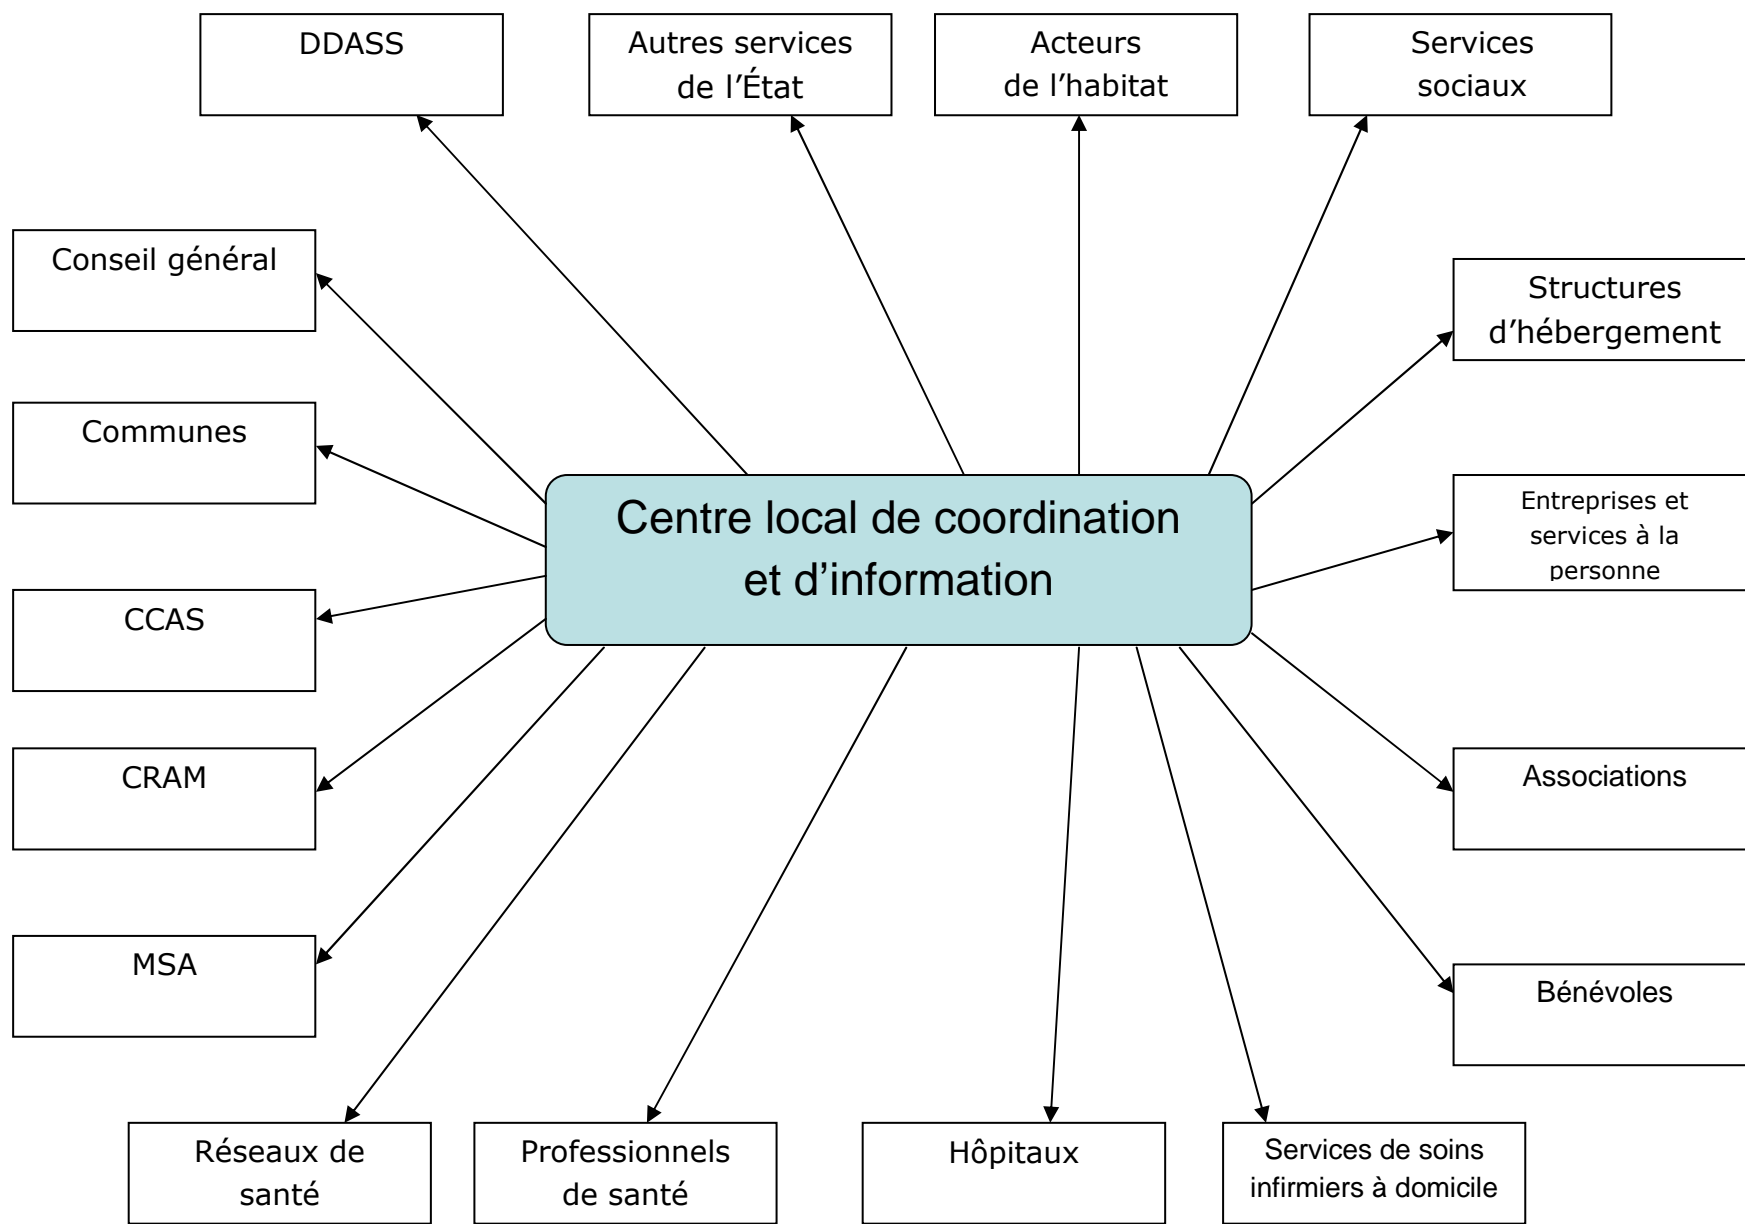 DDASS
Autres services
de l’État
Acteurs
de l’habitat
Services
sociaux
Conseil général
Structures
d’hébergement
Communes
Centre local de coordination
et d’information
Entreprises et
services à la
personne
CCAS
CRAM
Associations
MSA
Bénévoles
Réseaux de
santé
Professionnels
de santé
Hôpitaux
Services de soins
infirmiers à domicile